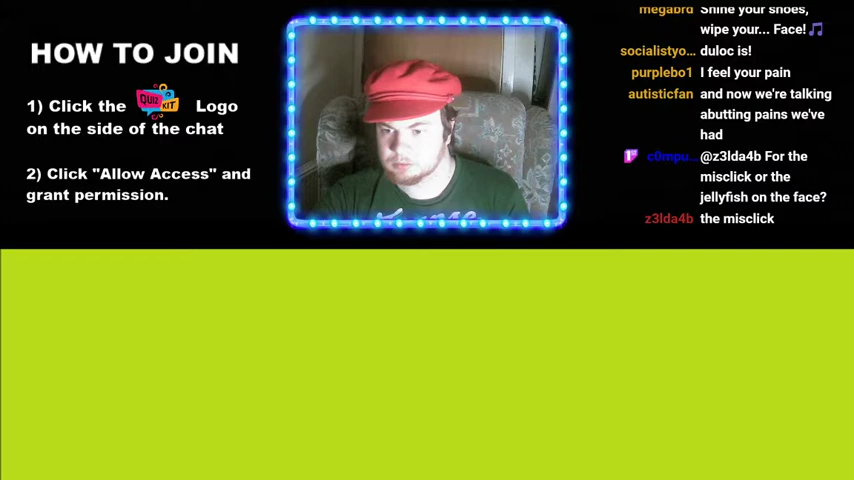 HOW TO JOIN
1) Click the QUIZ KIT Logo
on the side of the chat
2) Click "Allow Access" and
grant permission.
megabrd Shine your shoes,
wipe your... Face!🎵
socialistyo... duloc is!
purplebo1 I feel your pain
autisticfan and now we're talking
abutting pains we've
had
1st c0mpu... @z3lda4b For the
misclick or the
jellyfish on the face?
z3lda4b the misclick